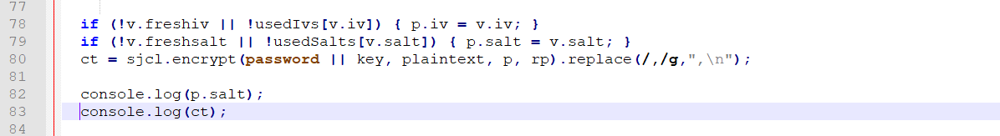 77
78 if (!v.freshiv || !usedIvs[v.iv]) { p.iv = v.iv; }
79 if (!v.freshsalt || !usedSalts[v.salt]) { p.salt = v.salt; }
80 ct = sjcl.encrypt(password || key, plaintext, p, rp).replace(/,/g,",\n");
81
82 console.log(p.salt);
83 console.log(ct);
84